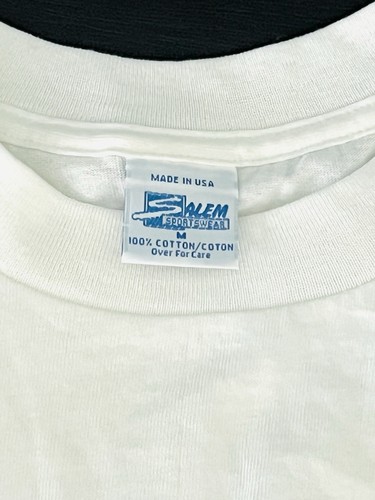 MADE IN USA
SALEM
SPORTSWEAR
M
100% COTTON/COTON
Over For Care